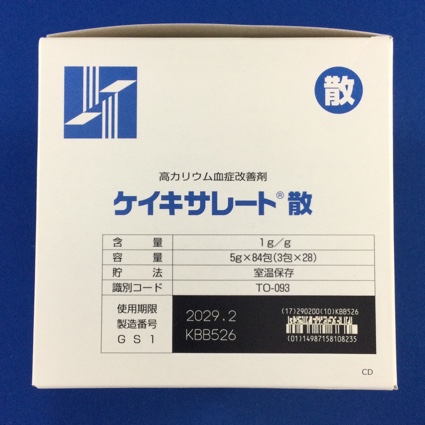 散
高カリウム血症改善剤
ケイキサレート®散
含 量 1g/g
容 量 5g×84包(3包×28)
貯 法 室温保存
識別コード TO-093
使用期限 2029.2
製造番号 KBB526
GS1
(17)290200(10)KBB526
(01)14987158108235
CD